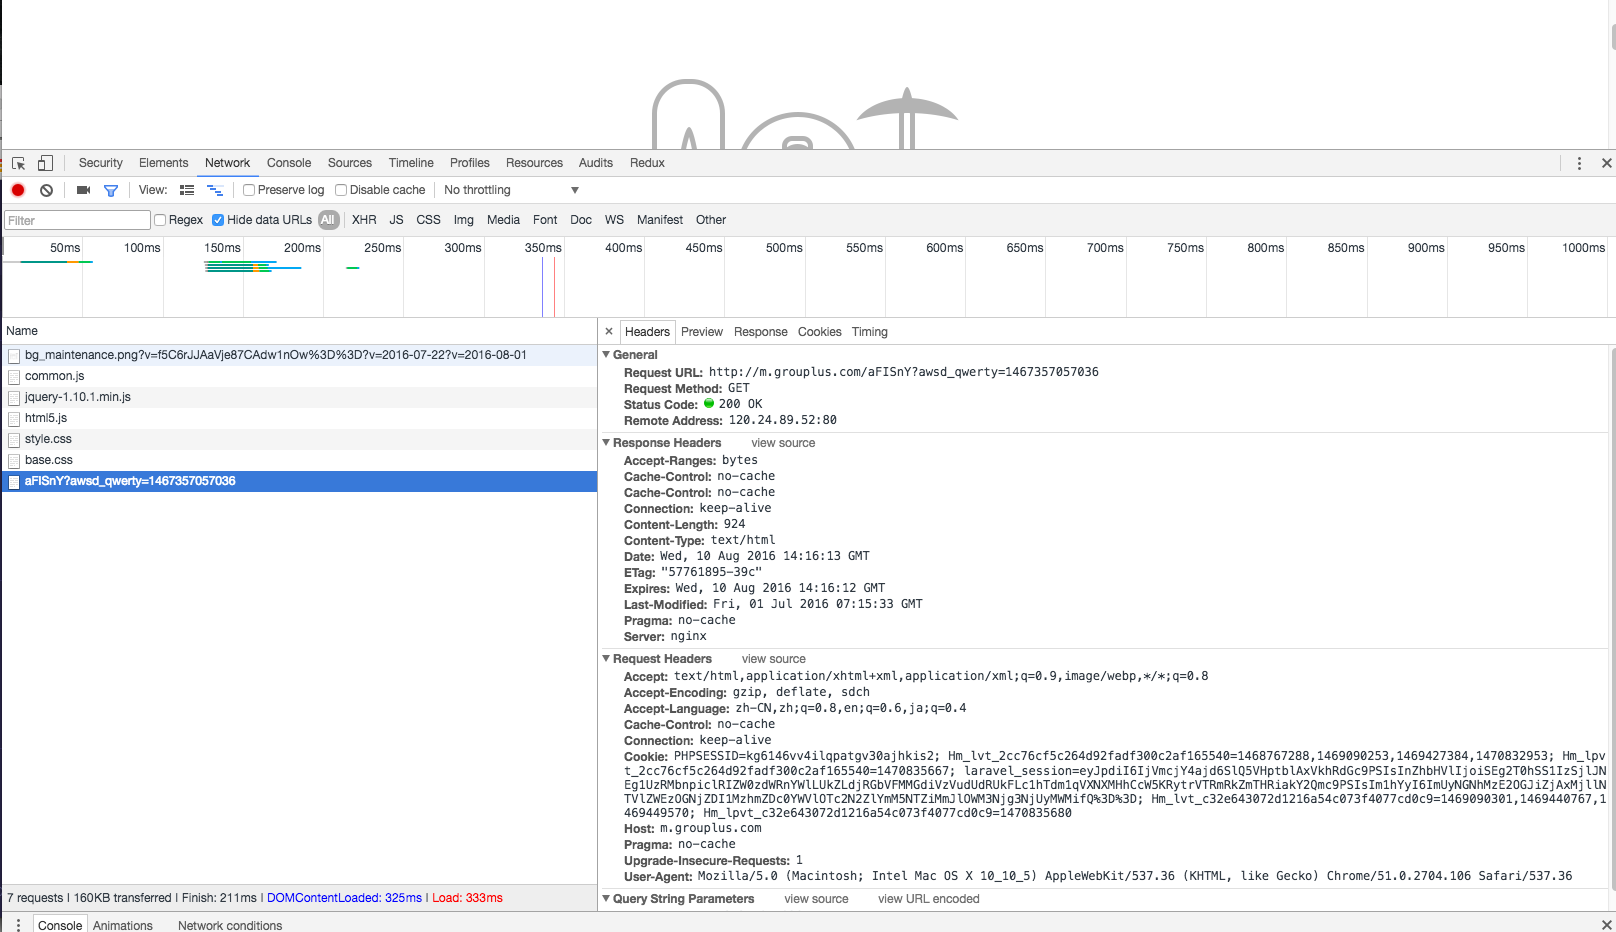 Security Elements Network Console Sources Timeline Profiles Resources Audits Redux
View: Preserve log Disable cache No throttling
Filter Regex Hide data URLs All XHR JS CSS Img Media Font Doc WS Manifest Other
50ms 100ms 150ms 200ms 250ms 300ms 350ms 400ms 450ms 500ms 550ms 600ms 650ms 700ms 750ms 800ms 850ms 900ms 950ms 1000ms
Name
bg_maintenance.png?v=f5C6rJJAaVje87CAdw1nOw%3D%3D?v=2016-07-22?v=2016-08-01
common.js
jquery-1.10.1.min.js
html5.js
style.css
base.css
aFISnY?awsd_qwerty=1467357057036
7 requests | 160KB transferred | Finish: 211ms | DOMContentLoaded: 325ms | Load: 333ms
Headers Preview Response Cookies Timing
General
Request URL: http://m.grouplus.com/aFISnY?awsd_qwerty=1467357057036
Request Method: GET
Status Code: 200 OK
Remote Address: 120.24.89.52:80
Response Headers view source
Accept-Ranges: bytes
Cache-Control: no-cache
Cache-Control: no-cache
Connection: keep-alive
Content-Length: 924
Content-Type: text/html
Date: Wed, 10 Aug 2016 14:16:13 GMT
ETag: "57761895-39c"
Expires: Wed, 10 Aug 2016 14:16:12 GMT
Last-Modified: Fri, 01 Jul 2016 07:15:33 GMT
Pragma: no-cache
Server: nginx
Request Headers view source
Accept: text/html,application/xhtml+xml,application/xml;q=0.9,image/webp,*/*;q=0.8
Accept-Encoding: gzip, deflate, sdch
Accept-Language: zh-CN,zh;q=0.8,en;q=0.6,ja;q=0.4
Cache-Control: no-cache
Connection: keep-alive
Cookie: PHPSESSID=kg6146vv4ilqpatgv30ajhkis2; Hm_lvt_2cc76cf5c264d92fadf300c2af165540=1468767288,1469090253,1469427384,1470832953; Hm_lpv
t_2cc76cf5c264d92fadf300c2af165540=1470835667; laravel_session=eyJpdiI6IjVmcjY4ajd6SlQ5VHptblAxVkhRdGc9PSIsInZhbHVlIjoiSEg2T0hSS1IzSjlJN
Eg1UzRMbnpiclRIZW0zdWRnYWlLUkZLdjRGbVFMMGdiVzVudUdRUkFLc1hTdm1qVXNXMHhCcW5KRytrVTRmRkZmTHRiakY2Qmc9PSIsIm1hYyI6ImUyNGNhMzE2OGJiZjAxMjllN
TVlZWEzOGNjZDI1MzhmZDc0YWVlOTc2N2ZlYmM5NTZiMmJlOWM3Njg3NjUyMWMifQ%3D%3D; Hm_lvt_c32e643072d1216a54c073f4077cd0c9=1469090301,1469440767,1
469449570; Hm_lpvt_c32e643072d1216a54c073f4077cd0c9=1470835680
Host: m.grouplus.com
Pragma: no-cache
Upgrade-Insecure-Requests: 1
User-Agent: Mozilla/5.0 (Macintosh; Intel Mac OS X 10_10_5) AppleWebKit/537.36 (KHTML, like Gecko) Chrome/51.0.2704.106 Safari/537.36
Query String Parameters view source view URL encoded
Console Animations Network conditions